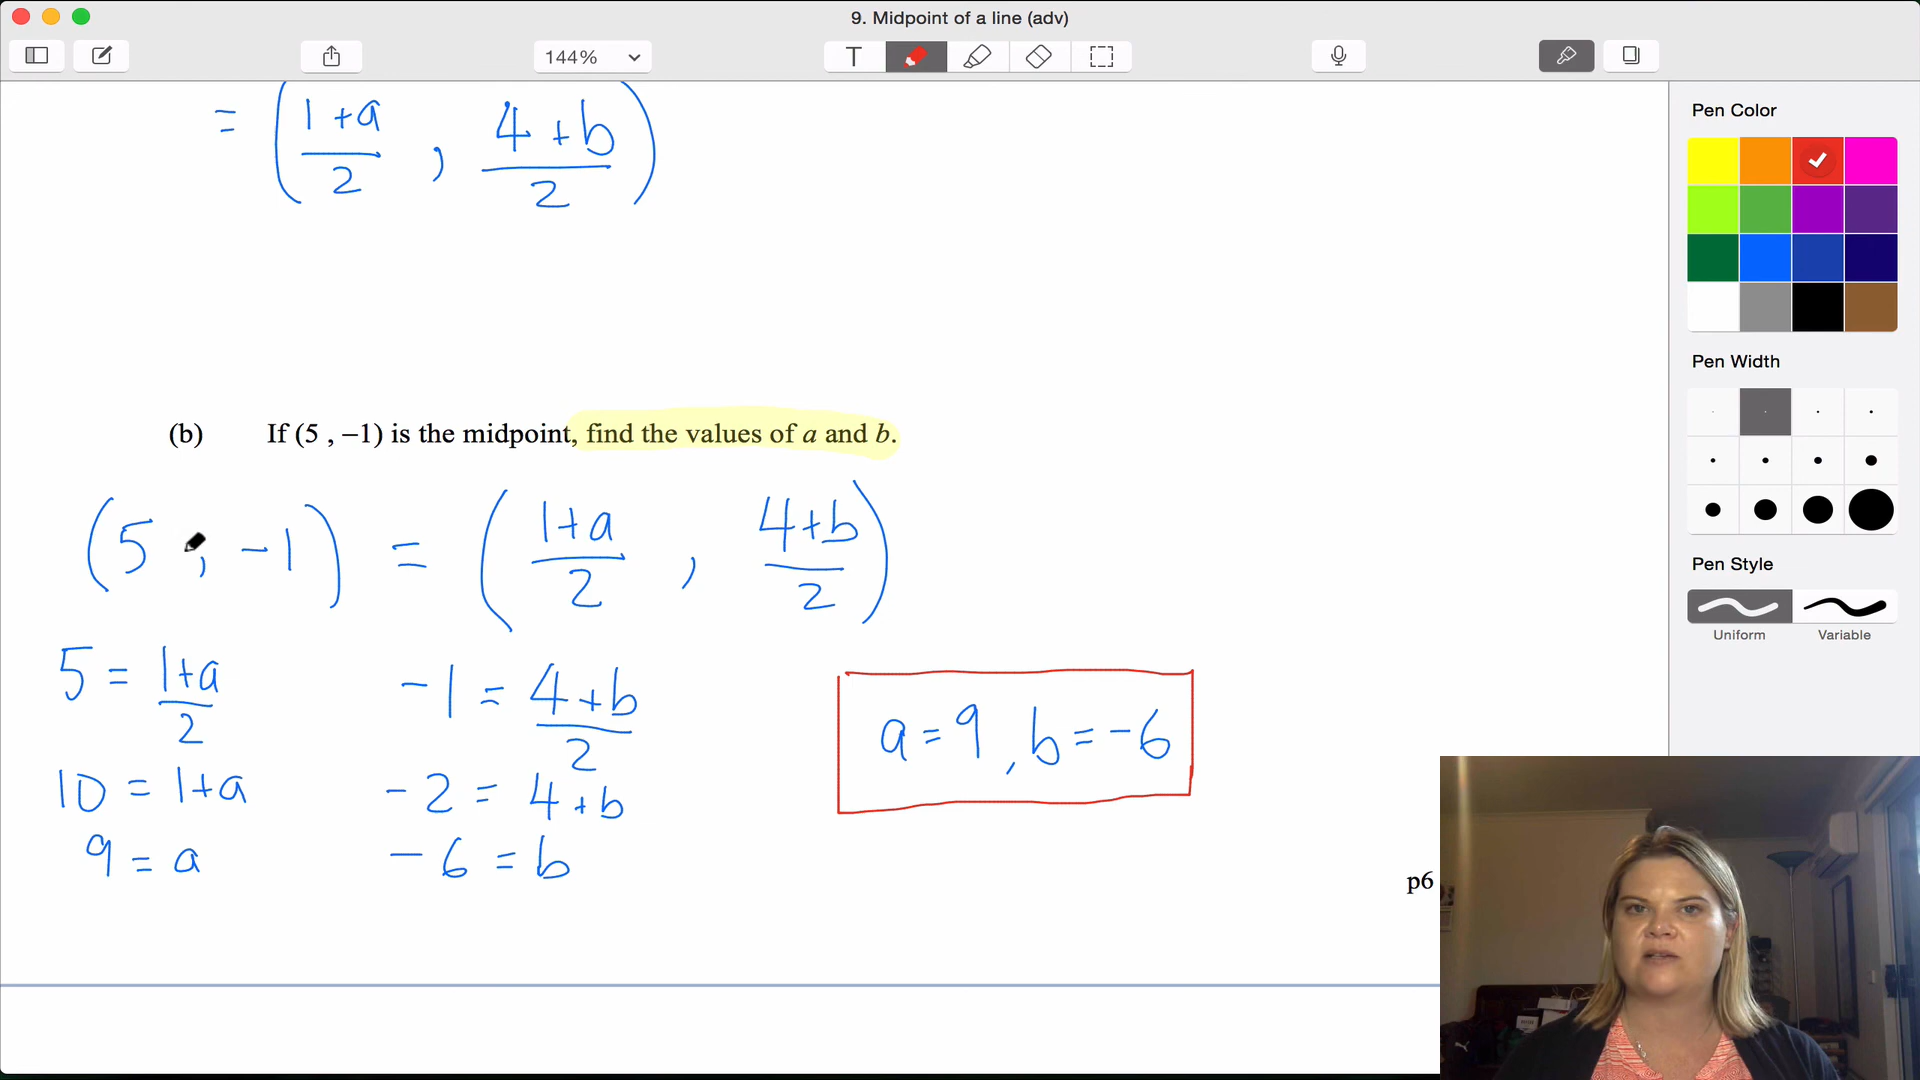 9. Midpoint of a line (adv)
144%
T
Pen Color
= (1+a/2 , 4+b/2)
Pen Width
(b) If (5 , −1) is the midpoint, find the values of a and b.
(5 , -1) = (1+a/2 , 4+b/2)
Pen Style
Uniform Variable
5 = 1+a/2
10 = 1+a
9 = a
-1 = 4+b/2
-2 = 4+b
-6 = b
a = 9 , b = -6
p6